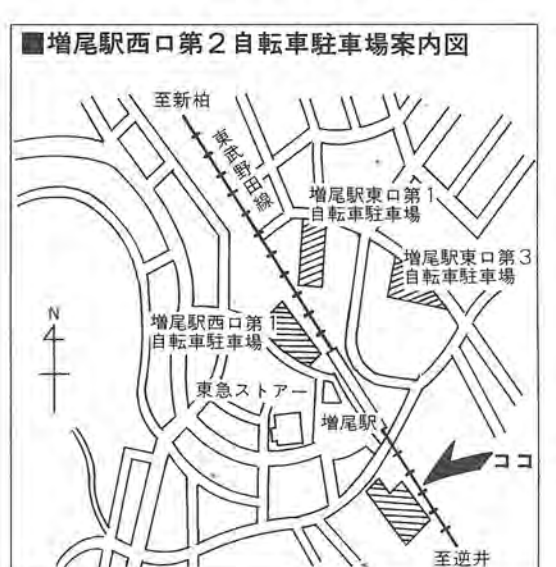 ■増尾駅西口第2自転車駐車場案内図
至新柏
東武野田線
増尾駅東口第1
自転車駐車場
増尾駅東口第3
自転車駐車場
N
増尾駅西口第1
自転車駐車場
東急ストアー
増尾駅
ココ
至逆井